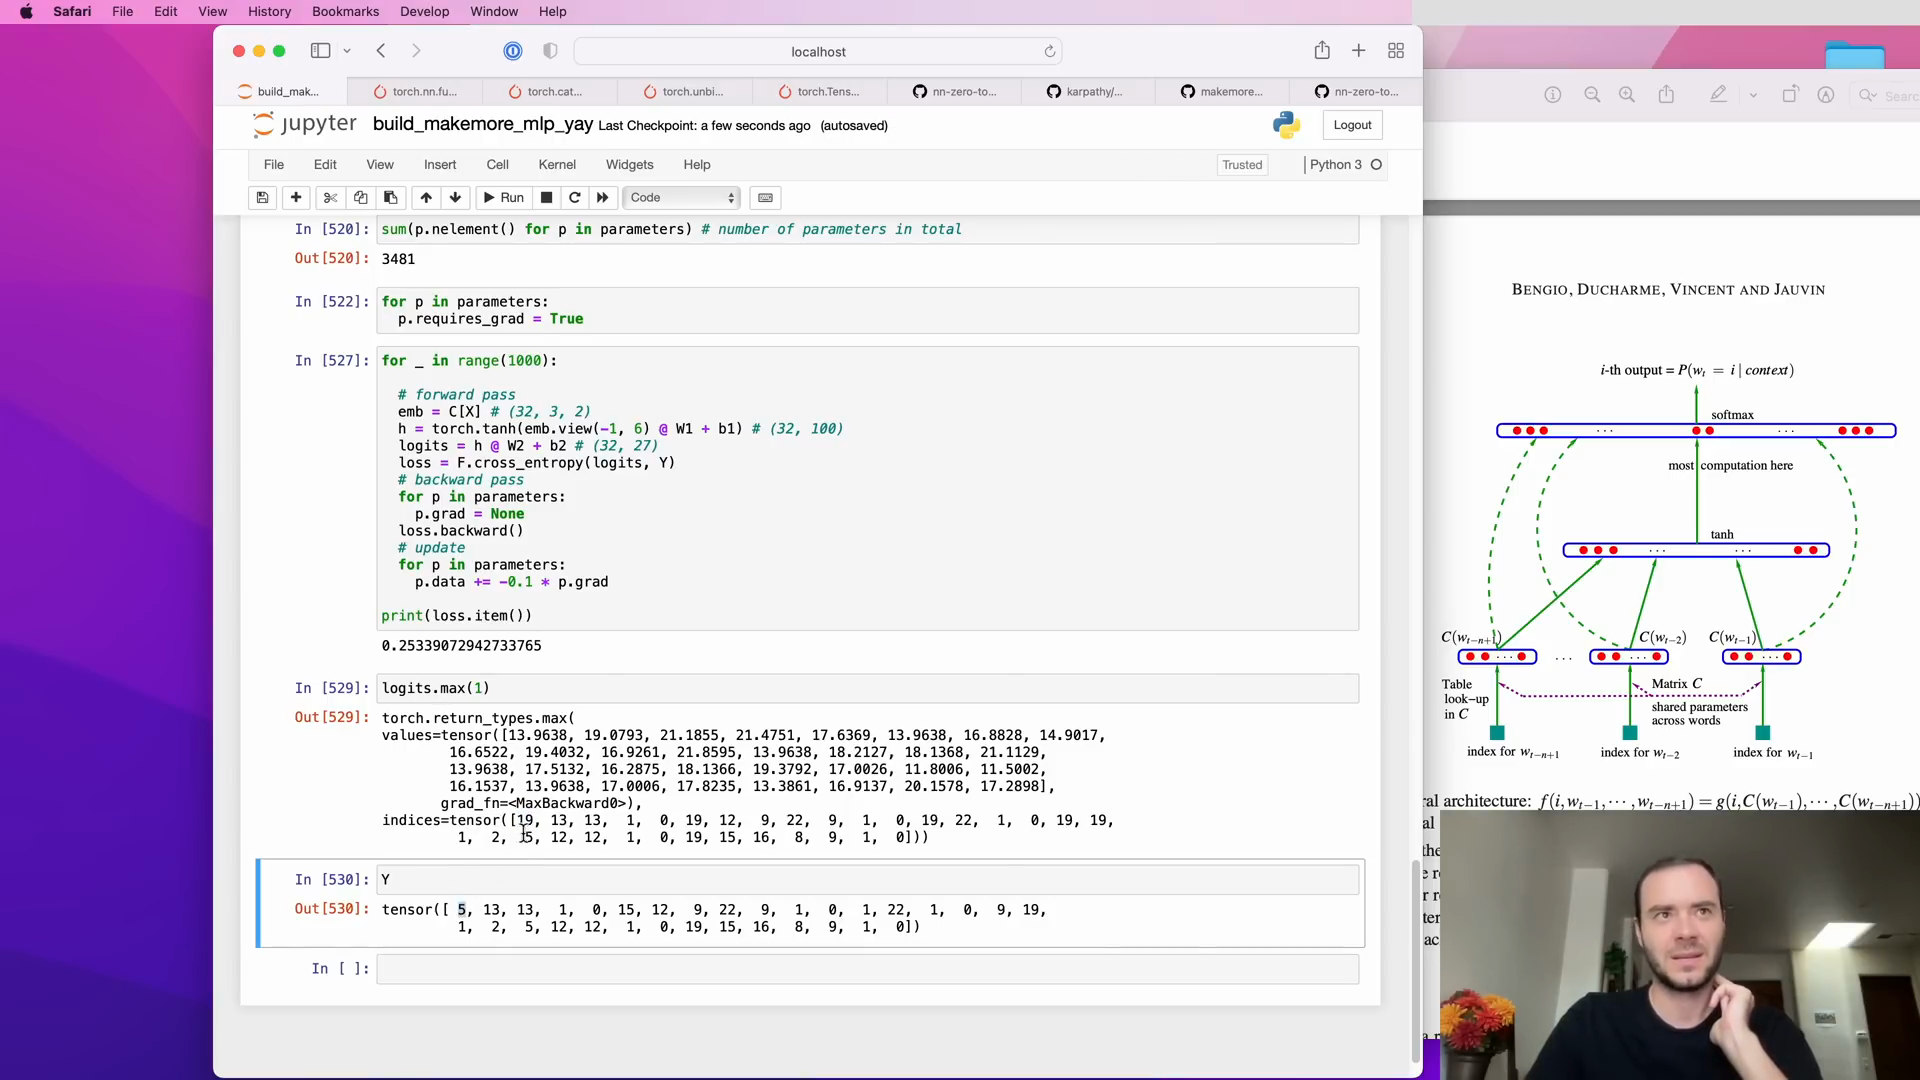 Safari File Edit View History Bookmarks Develop Window Help
localhost
build_mak... torch.nn.fu... torch.cat... torch.unbi... torch.Tens... nn-zero-to... karpathy/... makemore... nn-zero-to...
jupyter build_makemore_mlp_yay Last Checkpoint: a few seconds ago (autosaved) Logout
File Edit View Insert Cell Kernel Widgets Help Trusted Python 3
Run Code
In [520]: sum(p.nelement() for p in parameters) # number of parameters in total
Out[520]: 3481
In [522]: for p in parameters:
p.requires_grad = True
In [527]: for _ in range(1000):
# forward pass
emb = C[X] # (32, 3, 2)
h = torch.tanh(emb.view(-1, 6) @ W1 + b1) # (32, 100)
logits = h @ W2 + b2 # (32, 27)
loss = F.cross_entropy(logits, Y)
# backward pass
for p in parameters:
p.grad = None
loss.backward()
# update
for p in parameters:
p.data += -0.1 * p.grad
print(loss.item())
0.25339072942733765
In [529]: logits.max(1)
Out[529]: torch.return_types.max(
values=tensor([13.9638, 19.0793, 21.1855, 21.4751, 17.6369, 13.9638, 16.8828, 14.9017,
16.6522, 19.4032, 16.9261, 21.8595, 13.9638, 18.2127, 18.1368, 21.1129,
13.9638, 17.5132, 16.2875, 18.1366, 19.3792, 17.0026, 11.8006, 11.5002,
16.1537, 13.9638, 17.0006, 17.8235, 13.3861, 16.9137, 20.1578, 17.2898],
grad_fn=<MaxBackward0>),
indices=tensor([19, 13, 13, 1, 0, 19, 12, 9, 22, 9, 1, 0, 19, 22, 1, 0, 19, 19,
1, 2, 5, 12, 12, 1, 0, 19, 15, 16, 8, 9, 1, 0]))
In [530]: Y
Out[530]: tensor([ 5, 13, 13, 1, 0, 15, 12, 9, 22, 9, 1, 0, 1, 22, 1, 0, 9, 19,
1, 2, 5, 12, 12, 1, 0, 19, 15, 16, 8, 9, 1, 0])
In [ ]:
Search
BENGIO, DUCHARME, VINCENT AND JAUVIN
i-th output = P(wₜ = i | context)
softmax
. . . . . .
most computation here
tanh
. . . . . .
C(wₜ₋ₙ₊₁) C(wₜ₋₂) C(wₜ₋₁)
. . . . . . . . . . . .
Table look-up in C
Matrix C
shared parameters across words
index for wₜ₋ₙ₊₁ index for wₜ₋₂ index for wₜ₋₁
al architecture: f(i,wₜ₋₁,···,wₜ₋ₙ₊₁) = g(i,C(wₜ₋₁),···,C(wₜ₋ₙ₊₁))